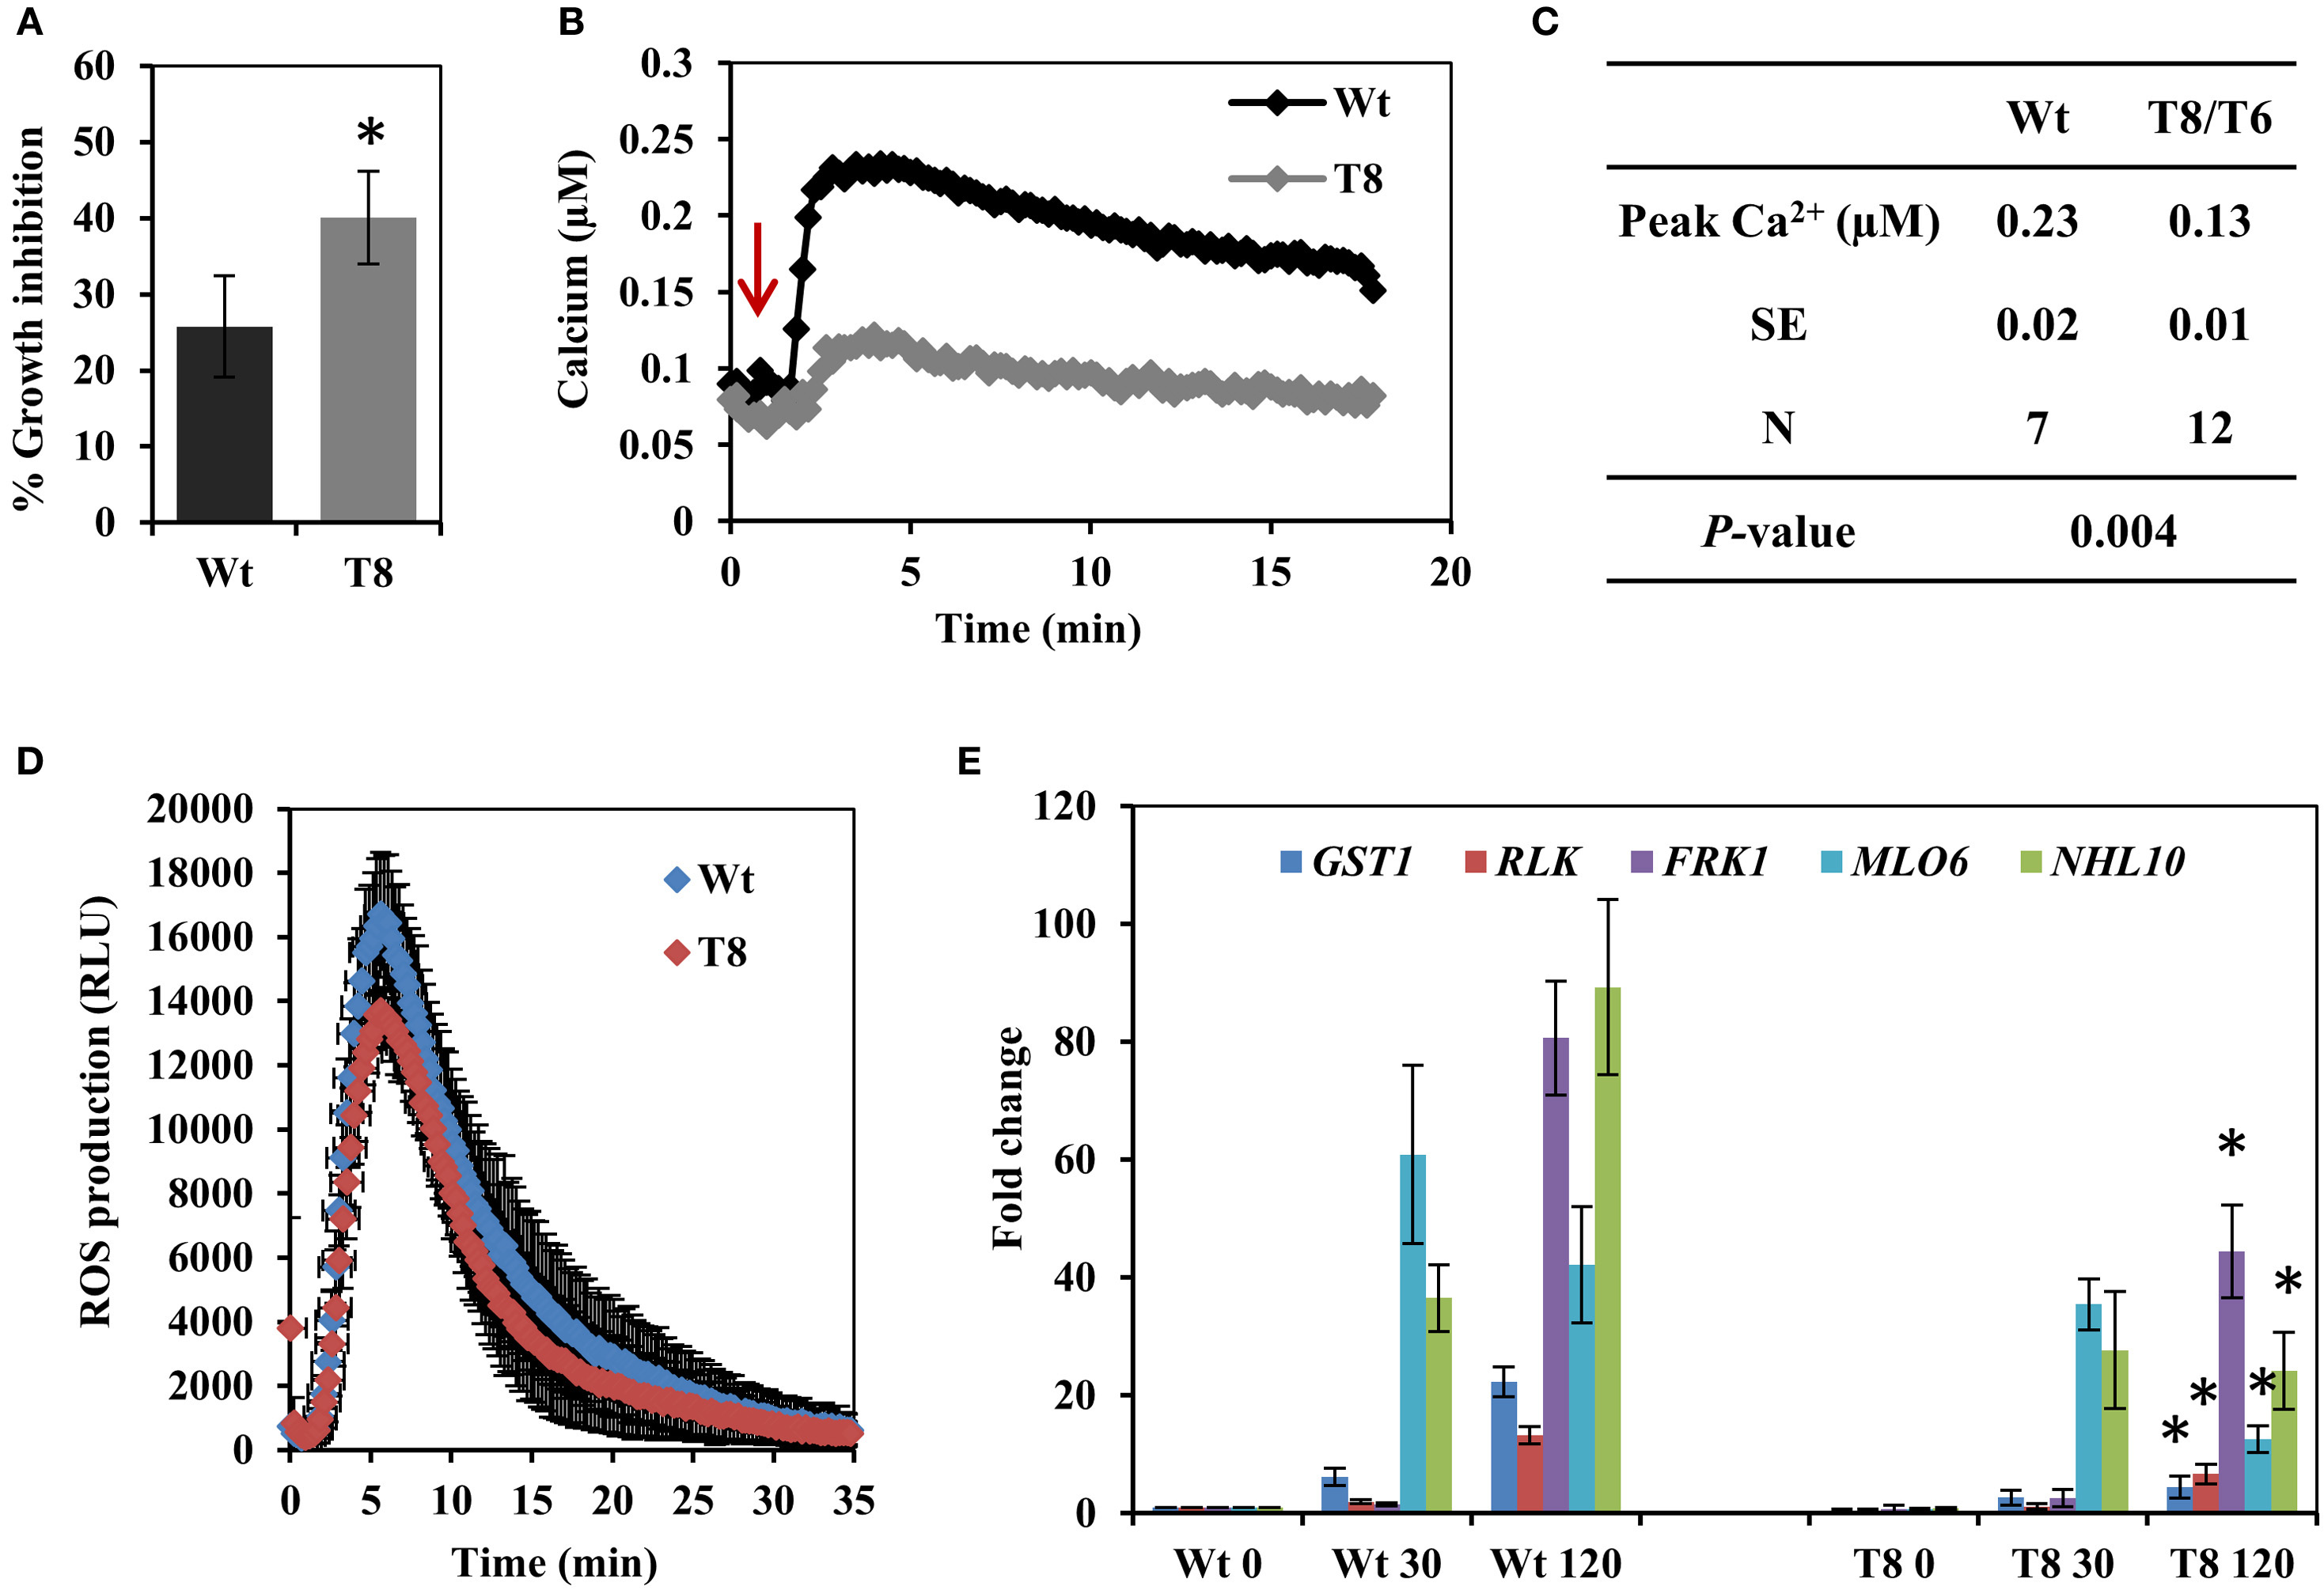 A
60
50
40
30
20
10
0
% Growth inhibition
*
Wt T8
B
0.3
0.25
0.2
0.15
0.1
0.05
0
Calcium (µM)
Wt
T8
0 5 10 15 20
Time (min)
C
Wt T8/T6
Peak Ca²⁺ (µM) 0.23 0.13
SE 0.02 0.01
N 7 12
P-value 0.004
D
20000
18000
16000
14000
12000
10000
8000
6000
4000
2000
0
ROS production (RLU)
Wt
T8
0 5 10 15 20 25 30 35
Time (min)
E
120
100
80
60
40
20
0
Fold change
GST1 RLK FRK1 MLO6 NHL10
* * * * *
Wt 0 Wt 30 Wt 120 T8 0 T8 30 T8 120